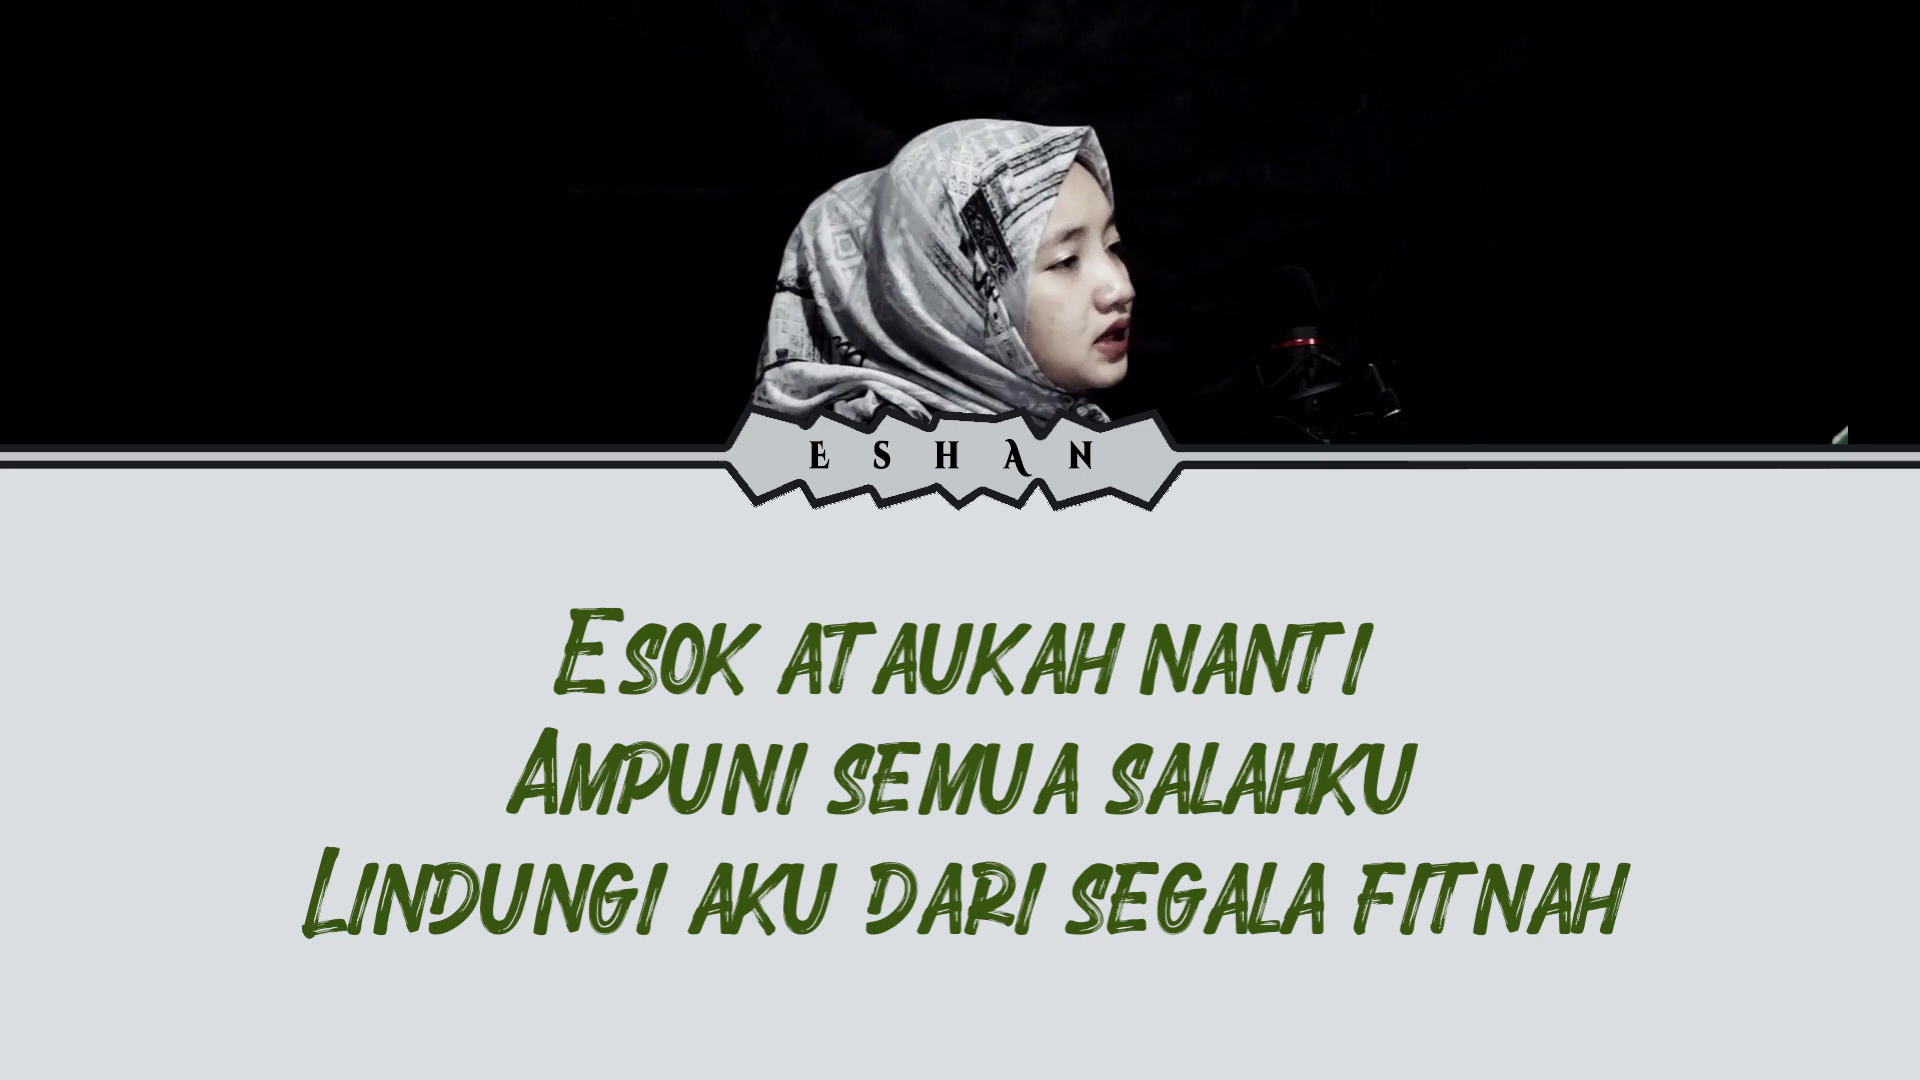 ESHAN
Esok ataukah nanti
Ampuni semua salahku
Lindungi aku dari segala fitnah